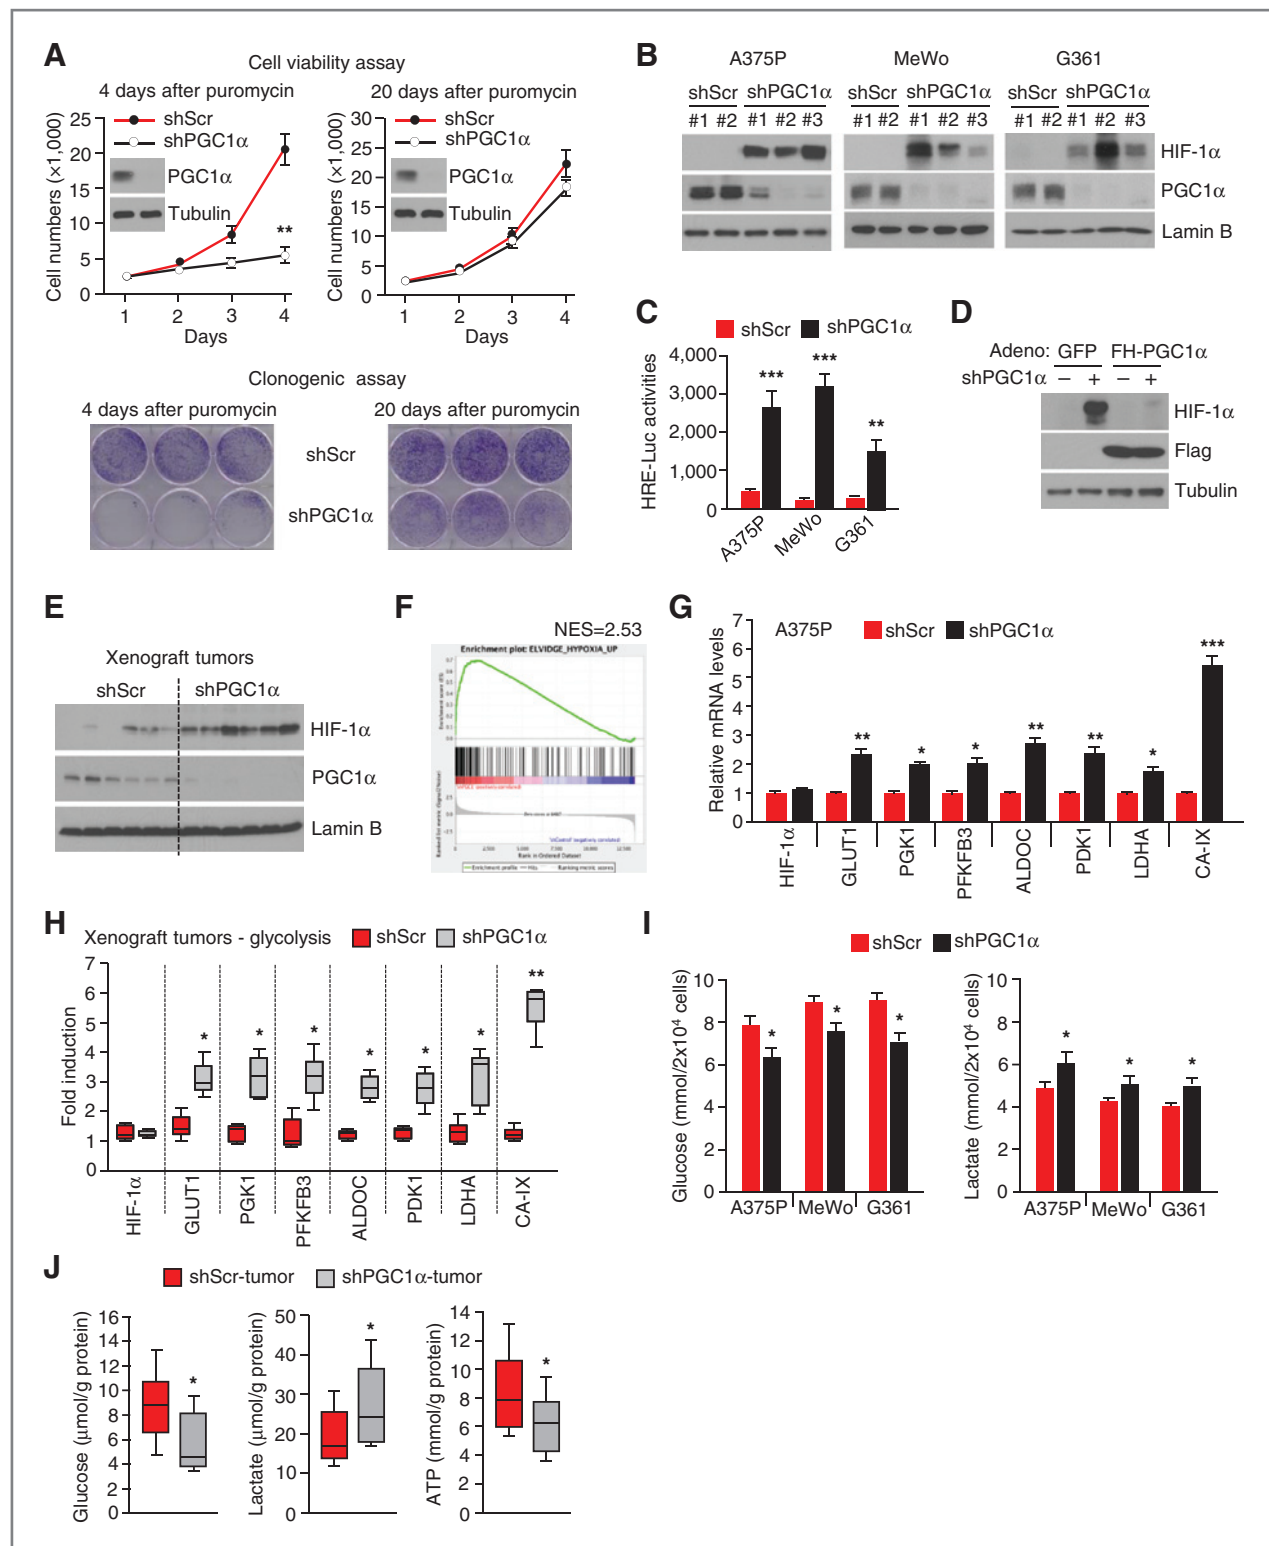 A
Cell viability assay
4 days after puromycin
20 days after puromycin
shScr
shPGC1α
shScr
shPGC1α
PGC1α
Tubulin
PGC1α
Tubulin
**
Cell numbers (×1,000)
25
20
15
10
5
0
1 2 3 4
Days
Cell numbers (×1,000)
30
25
20
15
10
5
0
1 2 3 4
Days
Clonogenic assay
4 days after puromycin
20 days after puromycin
shScr
shPGC1α
B
A375P MeWo G361
shScr shPGC1α shScr shPGC1α shScr shPGC1α
#1 #2 #1 #2 #3 #1 #2 #1 #2 #3 #1 #2 #1 #2 #3
HIF-1α
PGC1α
Lamin B
C
shScr shPGC1α
HRE-Luc activities
4,000
3,000
2,000
1,000
0
*** *** **
A375P MeWo G361
D
Adeno: GFP FH-PGC1α
shPGC1α – + – +
HIF-1α
Flag
Tubulin
E
Xenograft tumors
shScr shPGC1α
HIF-1α
PGC1α
Lamin B
F
NES=2.53
Enrichment plot: ELVIDGE_HYPOXIA_UP
Rank in Ordered Dataset
Enrichment profile Hits Ranking metric scores
G
A375P shScr shPGC1α
Relative mRNA levels
7
6
5
4
3
2
1
0
** * * ** ** * ***
HIF-1α GLUT1 PGK1 PFKFB3 ALDOC PDK1 LDHA CA-IX
H
Xenograft tumors - glycolysis shScr shPGC1α
Fold induction
7
6
5
4
3
2
1
0
* * * * * * **
HIF-1α GLUT1 PGK1 PFKFB3 ALDOC PDK1 LDHA CA-IX
I
shScr shPGC1α
Glucose (mmol/2x10⁴ cells)
10
8
6
4
2
0
* * *
A375P MeWo G361
Lactate (mmol/2x10⁴ cells)
10
8
6
4
2
0
* * *
A375P MeWo G361
J
shScr-tumor shPGC1α-tumor
Glucose (μmol/g protein)
16
14
12
10
8
6
4
2
0
*
Lactate (μmol/g protein)
50
40
30
20
10
0
*
ATP (mmol/g protein)
14
12
10
8
6
4
2
0
*